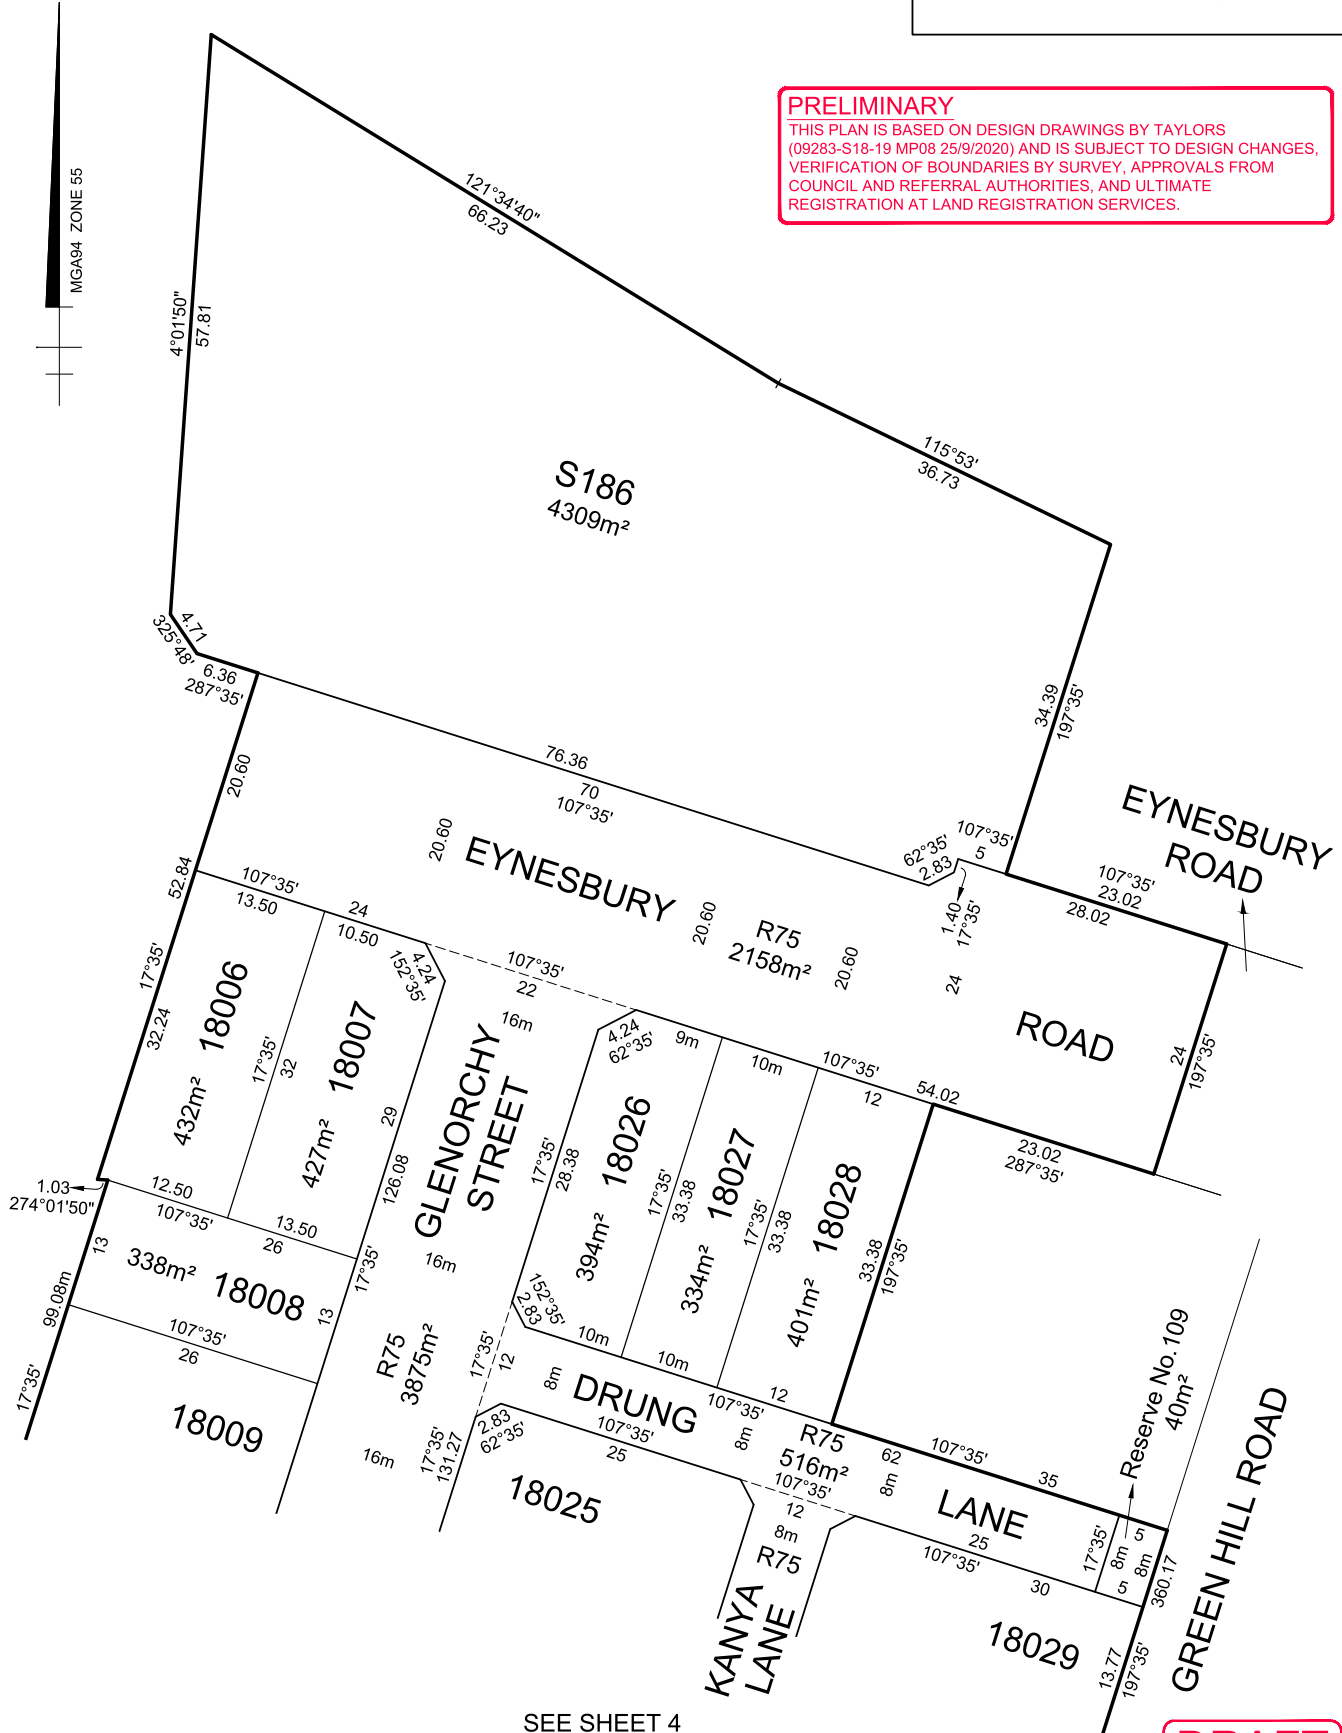 PRELIMINARY
THIS PLAN IS BASED ON DESIGN DRAWINGS BY TAYLORS
(09283-S18-19 MP08 25/9/2020) AND IS SUBJECT TO DESIGN CHANGES,
VERIFICATION OF BOUNDARIES BY SURVEY, APPROVALS FROM
COUNCIL AND REFERRAL AUTHORITIES, AND ULTIMATE
REGISTRATION AT LAND REGISTRATION SERVICES.
MGA94 ZONE 55
121°34'40"
66.23
4°01'50"
57.81
115°53'
36.73
S186
4309m²
4.71
325°48'
6.36
287°35'
34.39
197°35'
76.36
70
107°35'
20.60
20.60
EYNESBURY
20.60
R75
2158m²
20.60
62°35'
2.83
107°35'
5
1.40
17°35'
24
ROAD
EYNESBURY
ROAD
107°35'
23.02
28.02
24
197°35'
52.84
17°35'
32.24
107°35'
13.50
24
10.50
4.24
152°35'
107°35'
22
16m
18006
432m²
17°35'
32
18007
427m²
29
126.08
GLENORCHY
STREET
4.24
62°35'
9m
10m
107°35'
12
54.02
17°35'
28.38
18026
394m²
17°35'
33.38
18027
334m²
17°35'
33.38
18028
401m²
33.38
197°35'
23.02
287°35'
1.03
274°01'50"
12.50
107°35'
13.50
26
13
338m²
18008
13
17°35'
16m
99.08m
17°35'
107°35'
26
18009
R75
3875m²
16m
152°35'
2.83
17°35'
12
10m
10m
12
107°35'
8m
DRUNG
8m
R75
516m²
62
8m
107°35'
35
LANE
2.83
62°35'
107°35'
25
17°35'
131.27
18025
107°35'
12
8m
R75
KANYA
LANE
25
107°35'
30
17°35'
8m
5
8m
5
360.17
Reserve No. 109
40m²
GREEN HILL ROAD
18029
13.77
197°35'
SEE SHEET 4